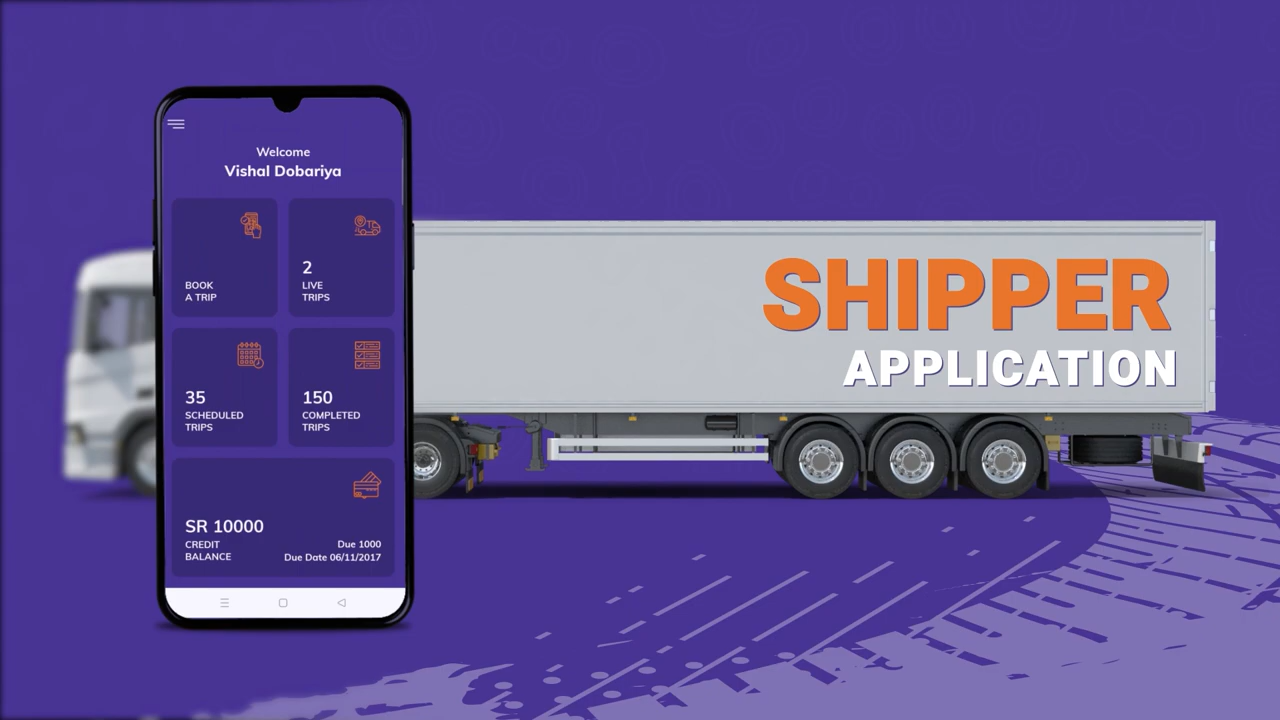 Welcome
Vishal Dobariya
BOOK
A TRIP
2
LIVE
TRIPS
35
SCHEDULED
TRIPS
150
COMPLETED
TRIPS
SR 10000
CREDIT
BALANCE
Due 1000
Due Date 06/11/2017
SHIPPER
APPLICATION